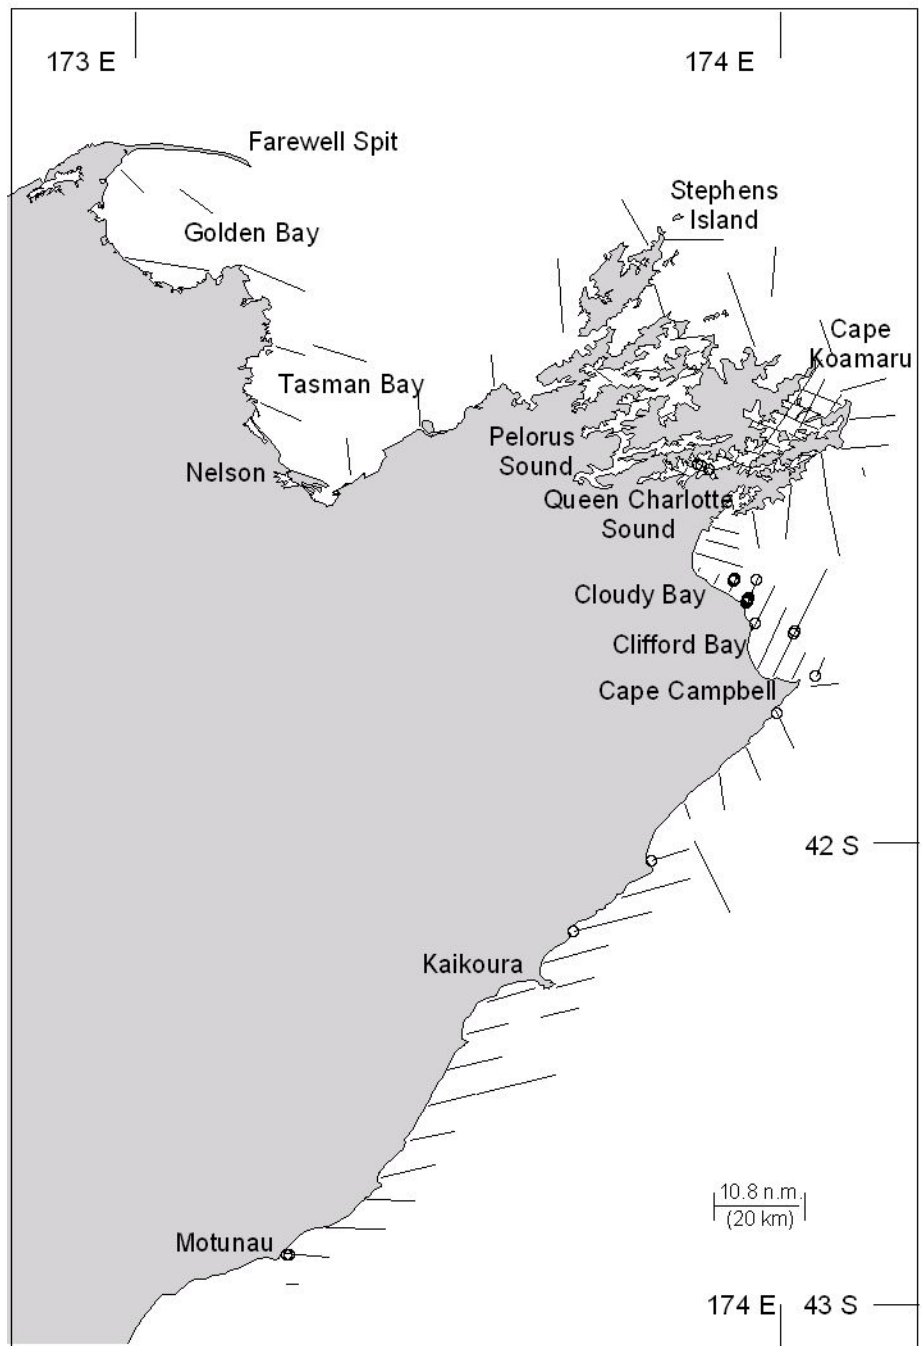 173 E
174 E
Farewell Spit
Stephens
Island
Golden Bay
Cape
Koamaru
Tasman Bay
Pelorus
Sound
Nelson
Queen Charlotte
Sound
Cloudy Bay
Clifford Bay
Cape Campbell
42 S
Kaikoura
10.8 n.m.
(20 km)
Motunau
174 E
43 S